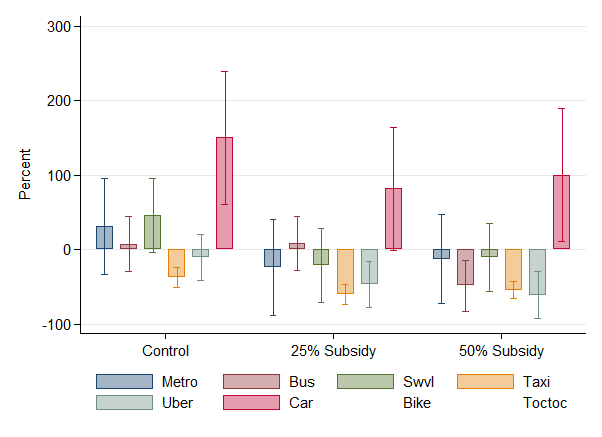 300
200
100
0
-100
Percent
Control 25% Subsidy 50% Subsidy
Metro Bus Swvl Taxi
Uber Car Bike Toctoc